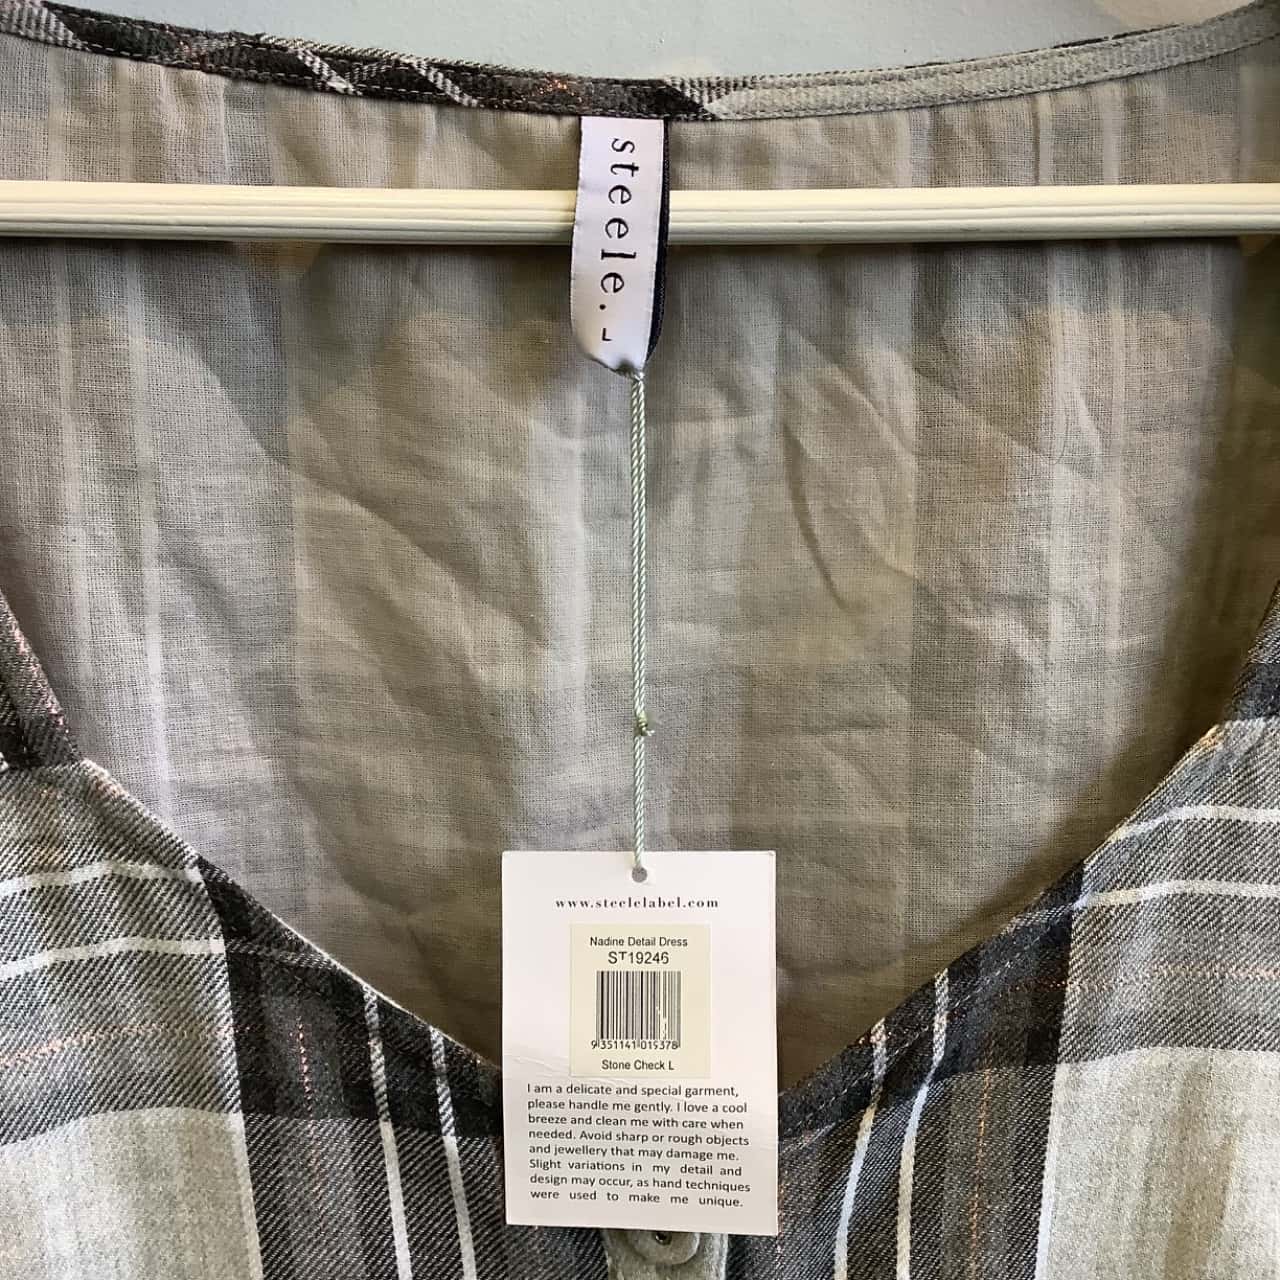 steele.
L
www.steelelabel.com
Nadine Detail Dress
ST19246
9 351141 015378
Stone Check L
I am a delicate and special garment,
please handle me gently. I love a cool
breeze and clean me with care when
needed. Avoid sharp or rough objects
and jewellery that may damage me.
Slight variations in my detail and
design may occur, as hand techniques
were used to make me unique.